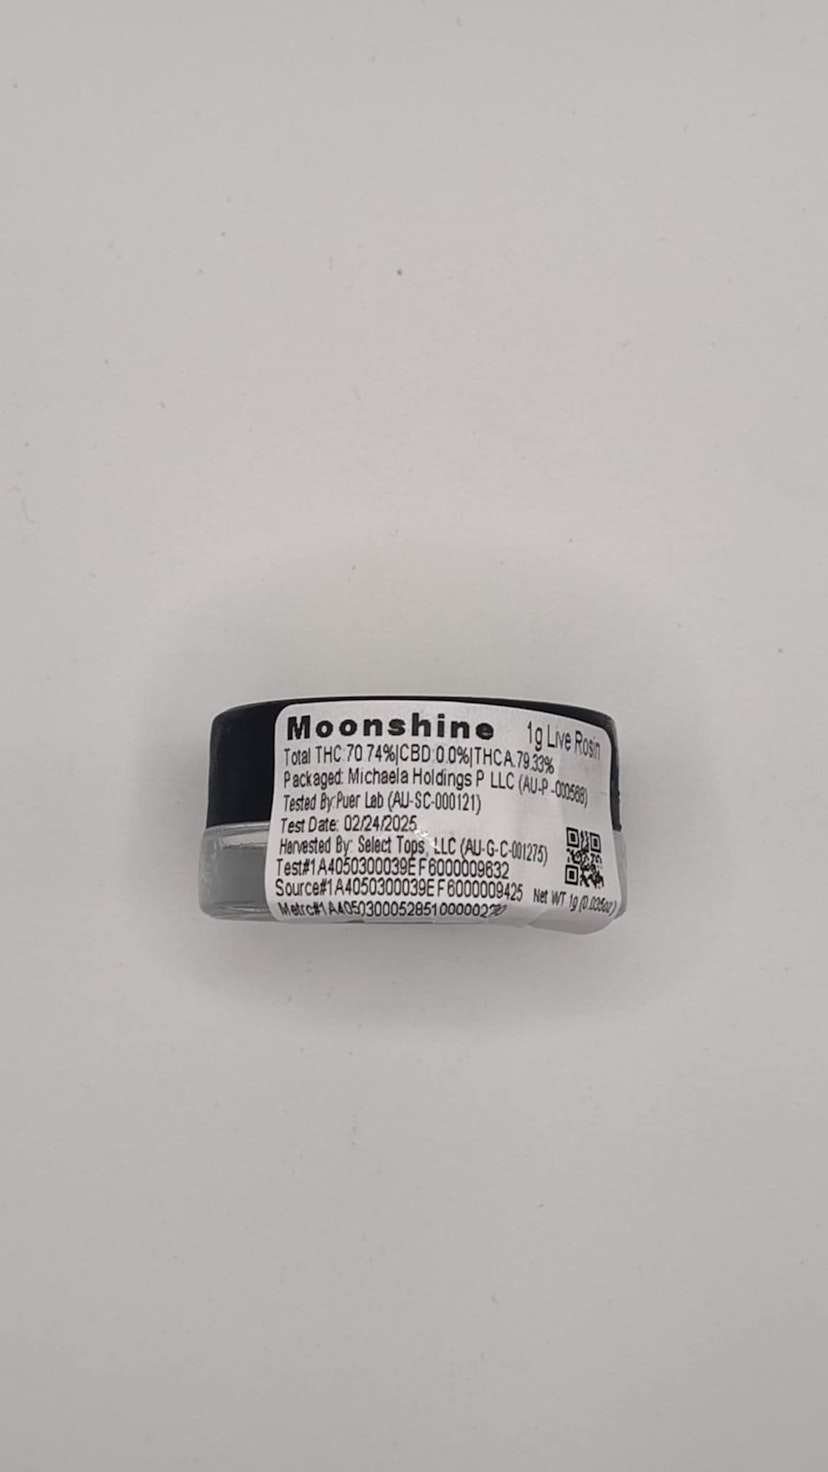 Moonshine 1g Live Rosin
Total THC:70.74%|CBD:0.0%|THCA:79.33%
Packaged: Michaela Holdings P LLC (AU-P-000588)
Tested By:Puer Lab (AU-SC-000121)
Test Date: 02/24/2025
Harvested By: Select Tops, LLC (AU-G-C-001275)
Test#1A4050300039EF6000009632
Source#1A4050300039EF6000009425
Net WT 1g (0.035oz)